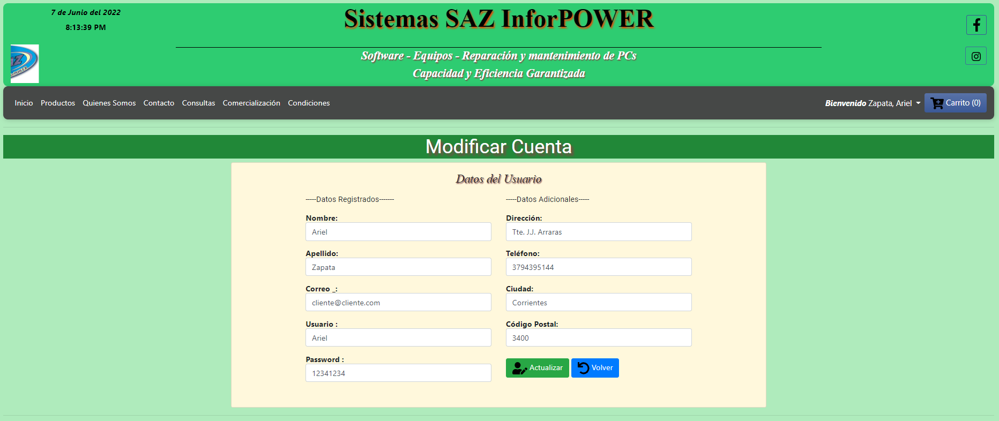 7 de Junio del 2022
8:13:39 PM
Sistemas SAZ InforPOWER
Software - Equipos - Reparación y mantenimiento de PCs
Capacidad y Eficiencia Garantizada
Inicio Productos Quienes Somos Contacto Consultas Comercialización Condiciones
Bienvenido Zapata, Ariel Carrito (0)
Modificar Cuenta
Datos del Usuario
-----Datos Registrados-------
-----Datos Adicionales-----
Nombre:
Ariel
Dirección:
Tte. J.J. Arraras
Apellido:
Zapata
Teléfono:
3794395144
Correo _:
cliente@cliente.com
Ciudad:
Corrientes
Usuario :
Ariel
Código Postal:
3400
Password :
12341234
Actualizar Volver